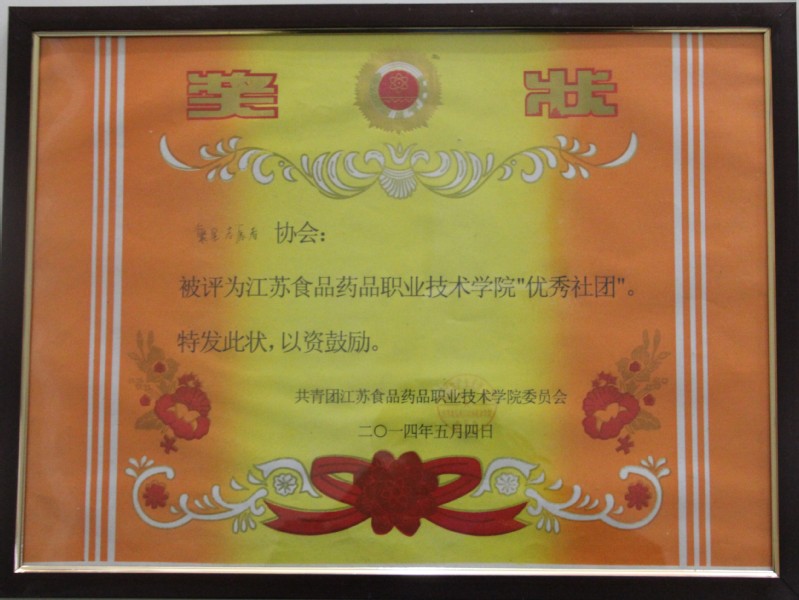 奖状
志愿者 协会：
被评为江苏食品药品职业技术学院"优秀社团"。
特发此状，以资鼓励。
共青团江苏食品药品职业技术学院委员会
二〇一四年五月四日